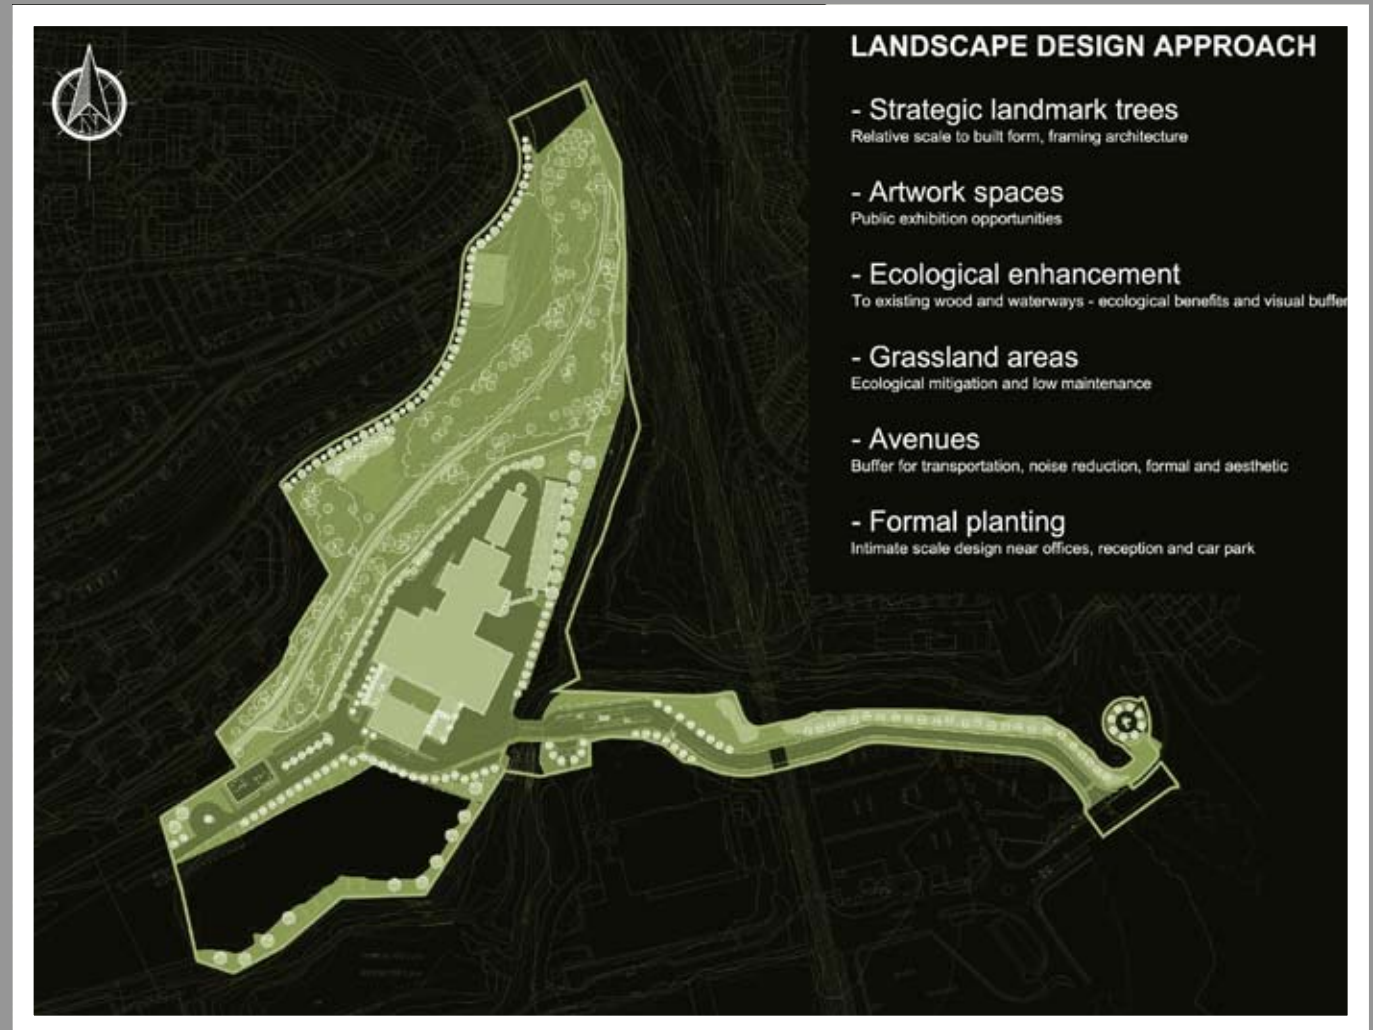 N
LANDSCAPE DESIGN APPROACH
- Strategic landmark trees
Relative scale to built form, framing architecture
- Artwork spaces
Public exhibition opportunities
- Ecological enhancement
To existing wood and waterways - ecological benefits and visual buffer
- Grassland areas
Ecological mitigation and low maintenance
- Avenues
Buffer for transportation, noise reduction, formal and aesthetic
- Formal planting
Intimate scale design near offices, reception and car park